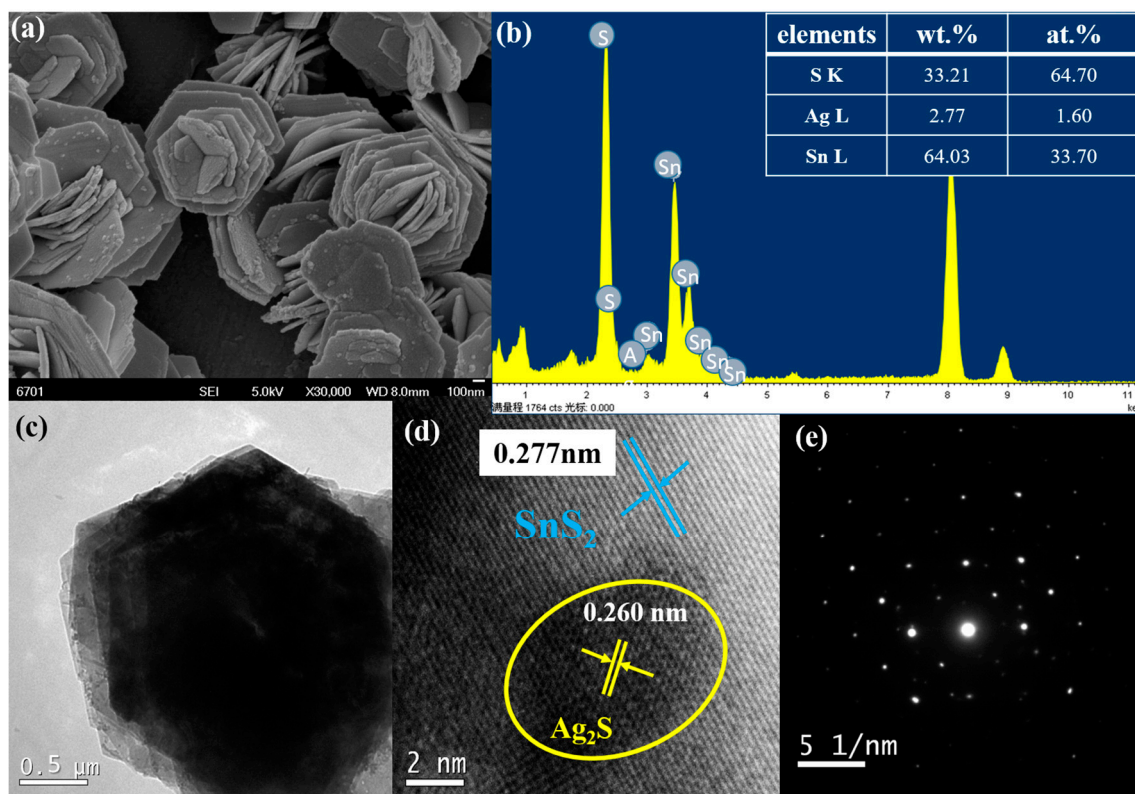 (a)
6701 SEI 5.0kV X30,000 WD 8.0mm 100nm
(b)
elements wt.% at.%
S K 33.21 64.70
Ag L 2.77 1.60
Sn L 64.03 33.70
S
Sn
Sn
S
Sn
A
Sn
Sn
Sn
1 2 3 4 5 6 7 8 9 10 11
满量程 1764 cts 光标: 0.000 ke
(c)
0.5 μm
(d)
0.277nm
SnS₂
0.260 nm
Ag₂S
2 nm
(e)
5 1/nm